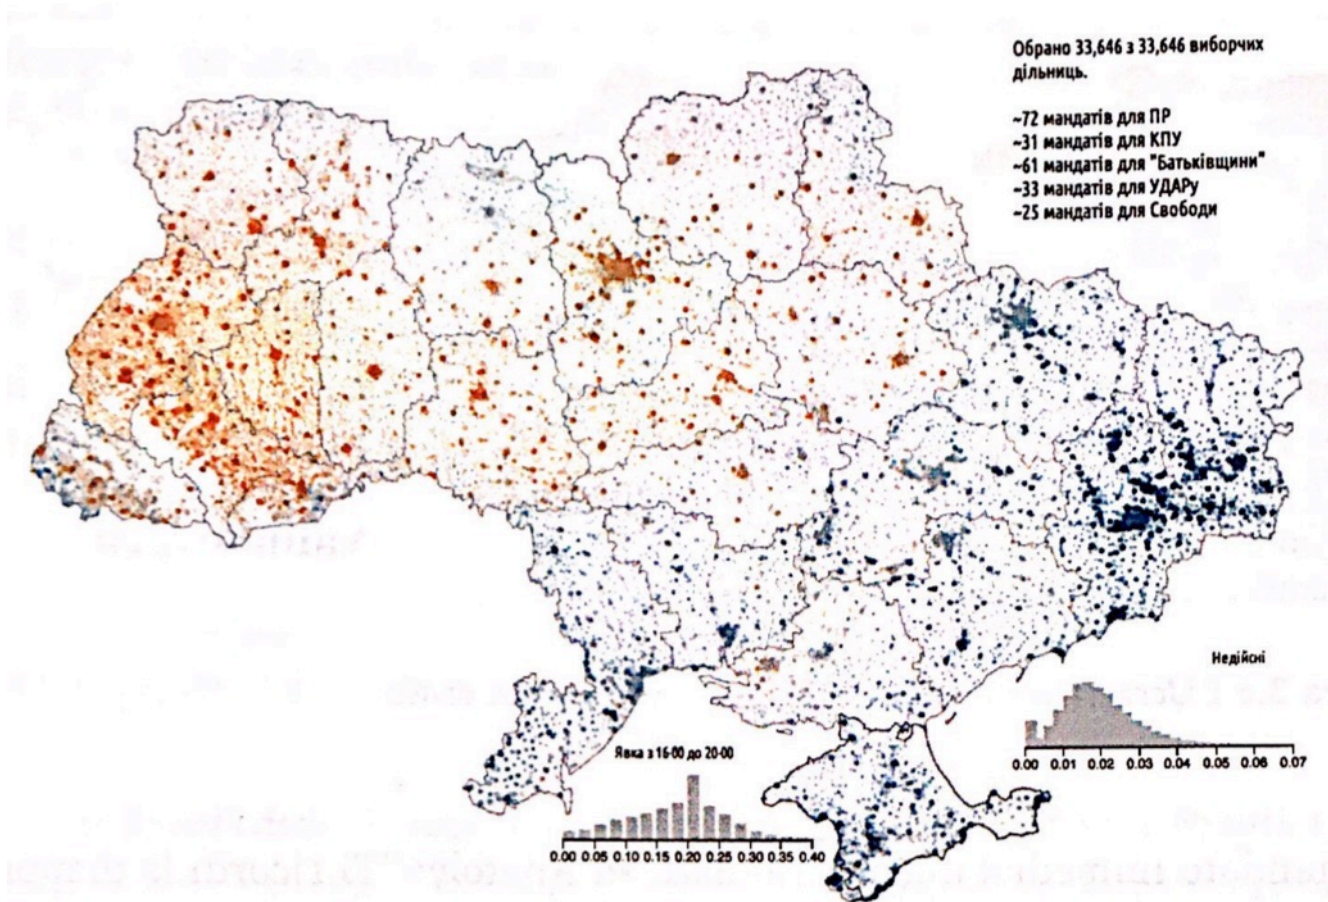 Обрано 33,646 з 33,646 виборчих
дільниць.
~72 мандатів для ПР
~31 мандатів для КПУ
~61 мандатів для "Батьківщини"
~33 мандатів для УДАРу
~25 мандатів для Свободи
Недійсні
0.00 0.01 0.02 0.03 0.04 0.05 0.06 0.07
Явка з 16-00 до 20-00
0.00 0.05 0.10 0.15 0.20 0.25 0.30 0.35 0.40